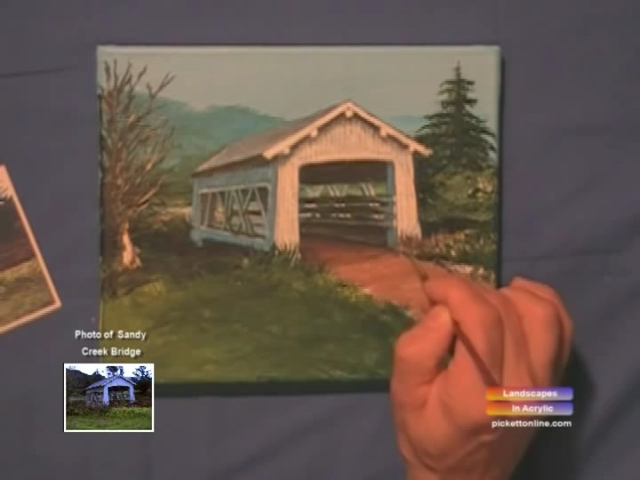 Photo of Sandy
Creek Bridge
Landscapes
In Acrylic
pickettonline.com